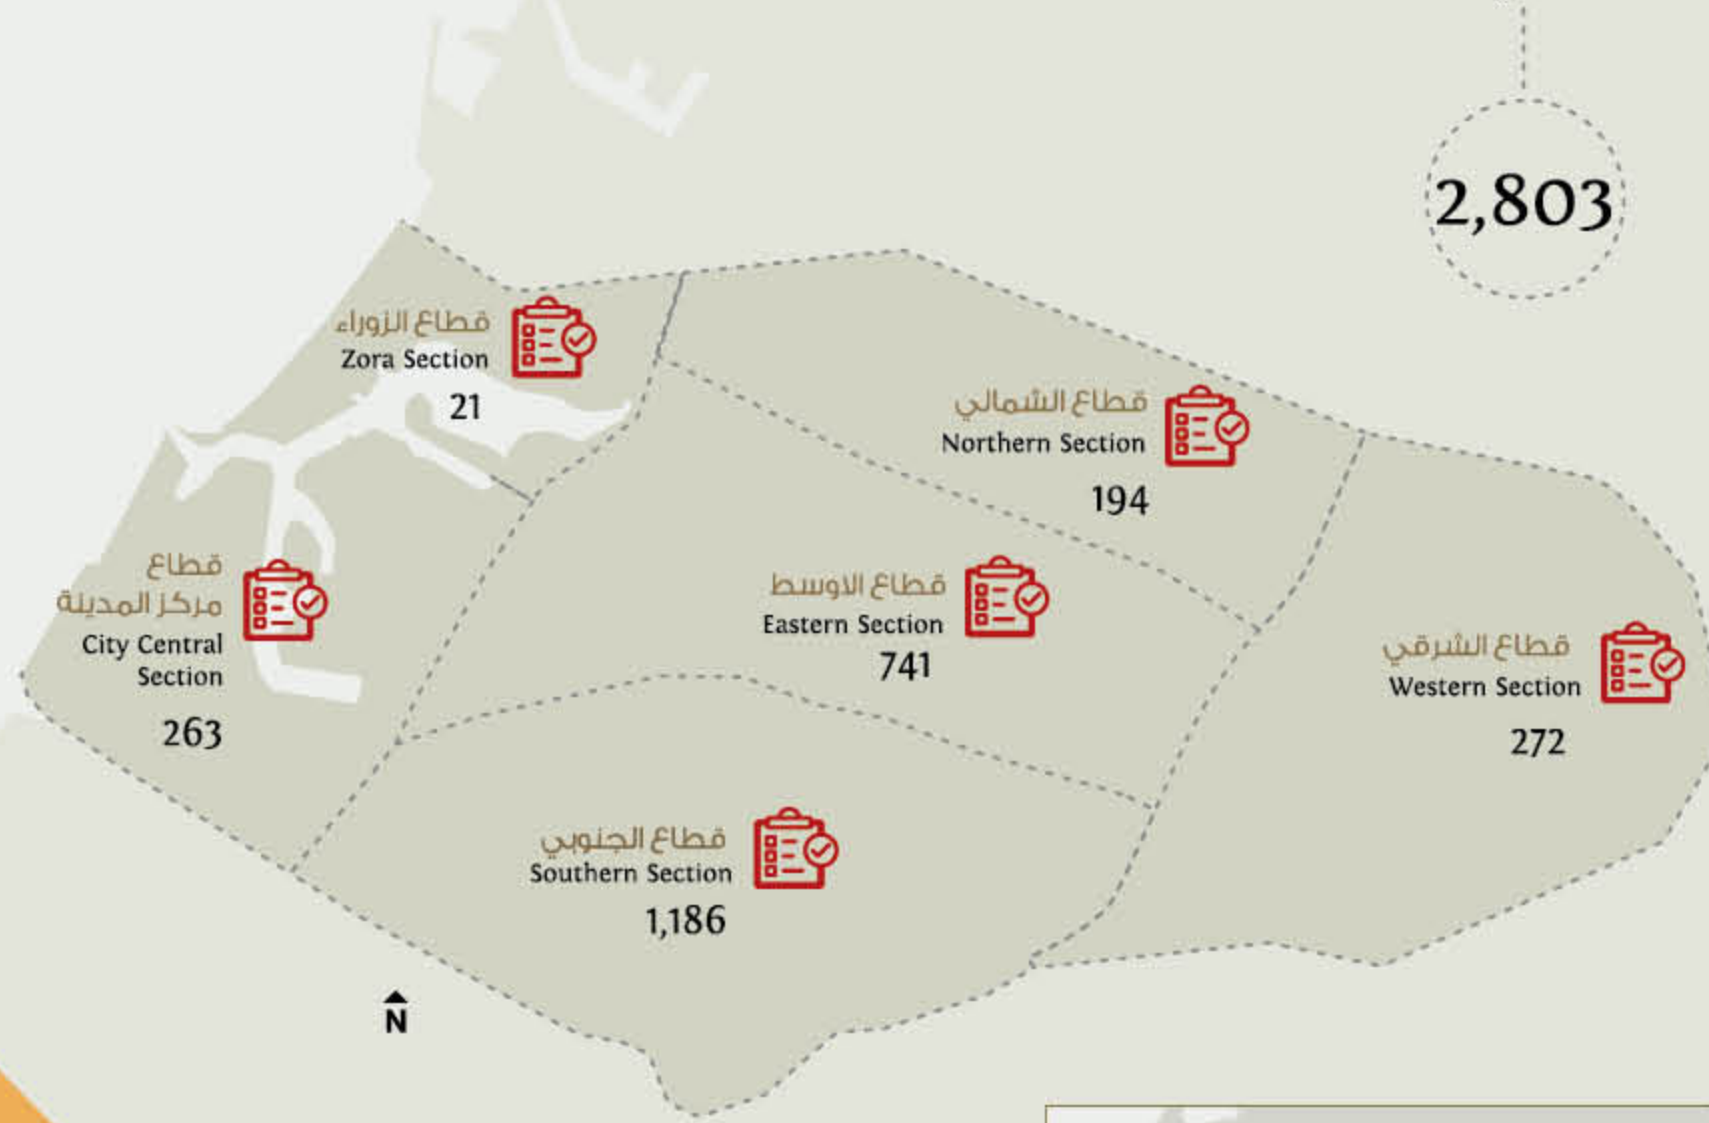 2,803
قطاع الزوراء
Zora Section
21
قطاع الشمالي
Northern Section
194
قطاع
مركز المدينة
City Central
Section
263
قطاع الاوسط
Eastern Section
741
قطاع الشرقي
Western Section
272
قطاع الجنوبي
Southern Section
1,186
N